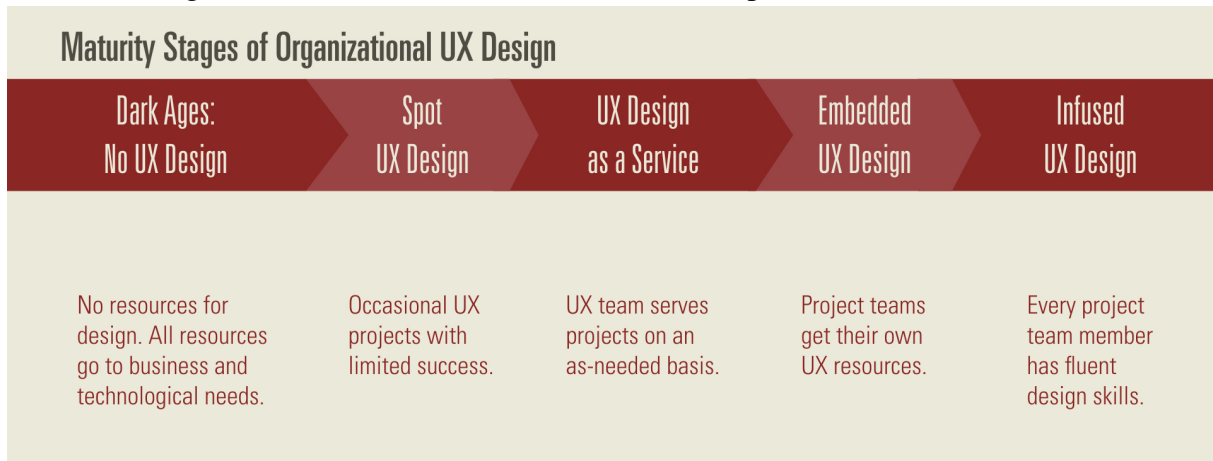 Maturity Stages of Organizational UX Design
Dark Ages:
No UX Design
Spot
UX Design
UX Design
as a Service
Embedded
UX Design
Infused
UX Design
No resources for
design. All resources
go to business and
technological needs.
Occasional UX
projects with
limited success.
UX team serves
projects on an
as-needed basis.
Project teams
get their own
UX resources.
Every project
team member
has fluent
design skills.